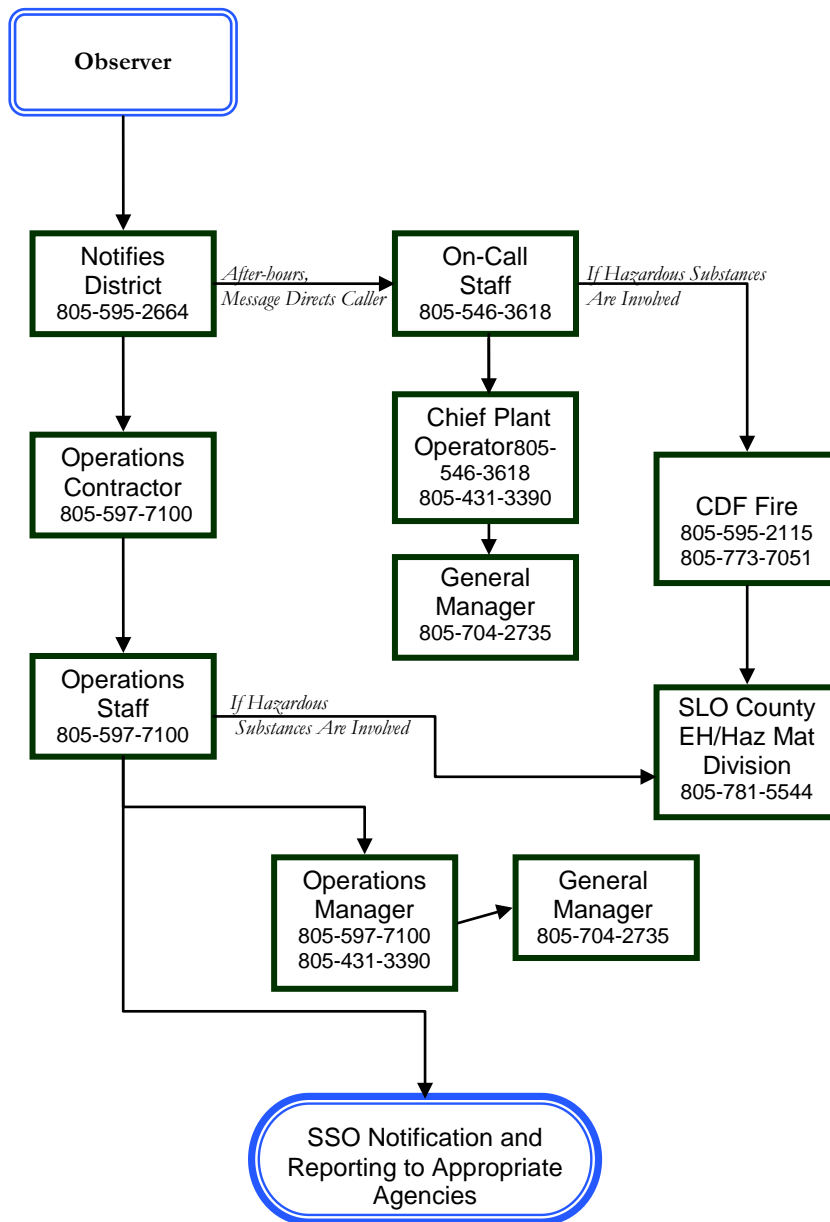 Observer
Notifies
District
805-595-2664
After-hours,
Message Directs Caller
On-Call
Staff
805-546-3618
If Hazardous Substances
Are Involved
Operations
Contractor
805-597-7100
Chief Plant
Operator805-
546-3618
805-431-3390
CDF Fire
805-595-2115
805-773-7051
General
Manager
805-704-2735
Operations
Staff
805-597-7100
If Hazardous
Substances Are Involved
SLO County
EH/Haz Mat
Division
805-781-5544
Operations
Manager
805-597-7100
805-431-3390
General
Manager
805-704-2735
SSO Notification and
Reporting to Appropriate
Agencies